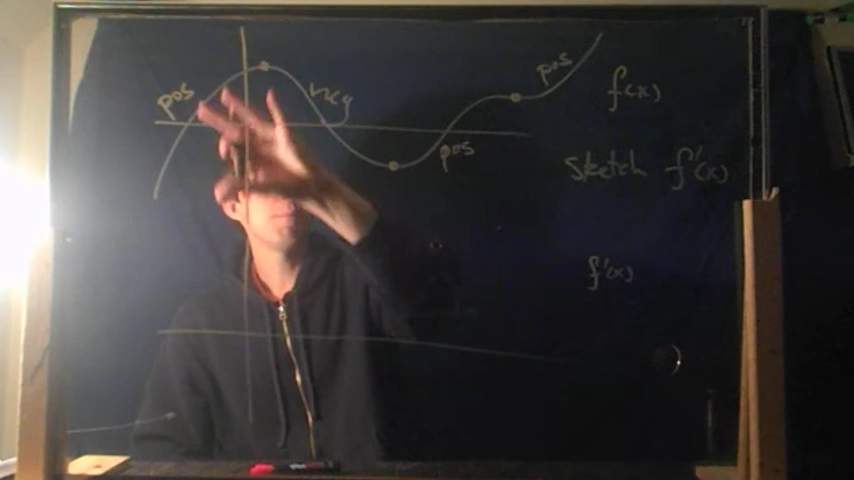 pos
neg
pos
pos
f(x)
sketch f'(x)
f'(x)